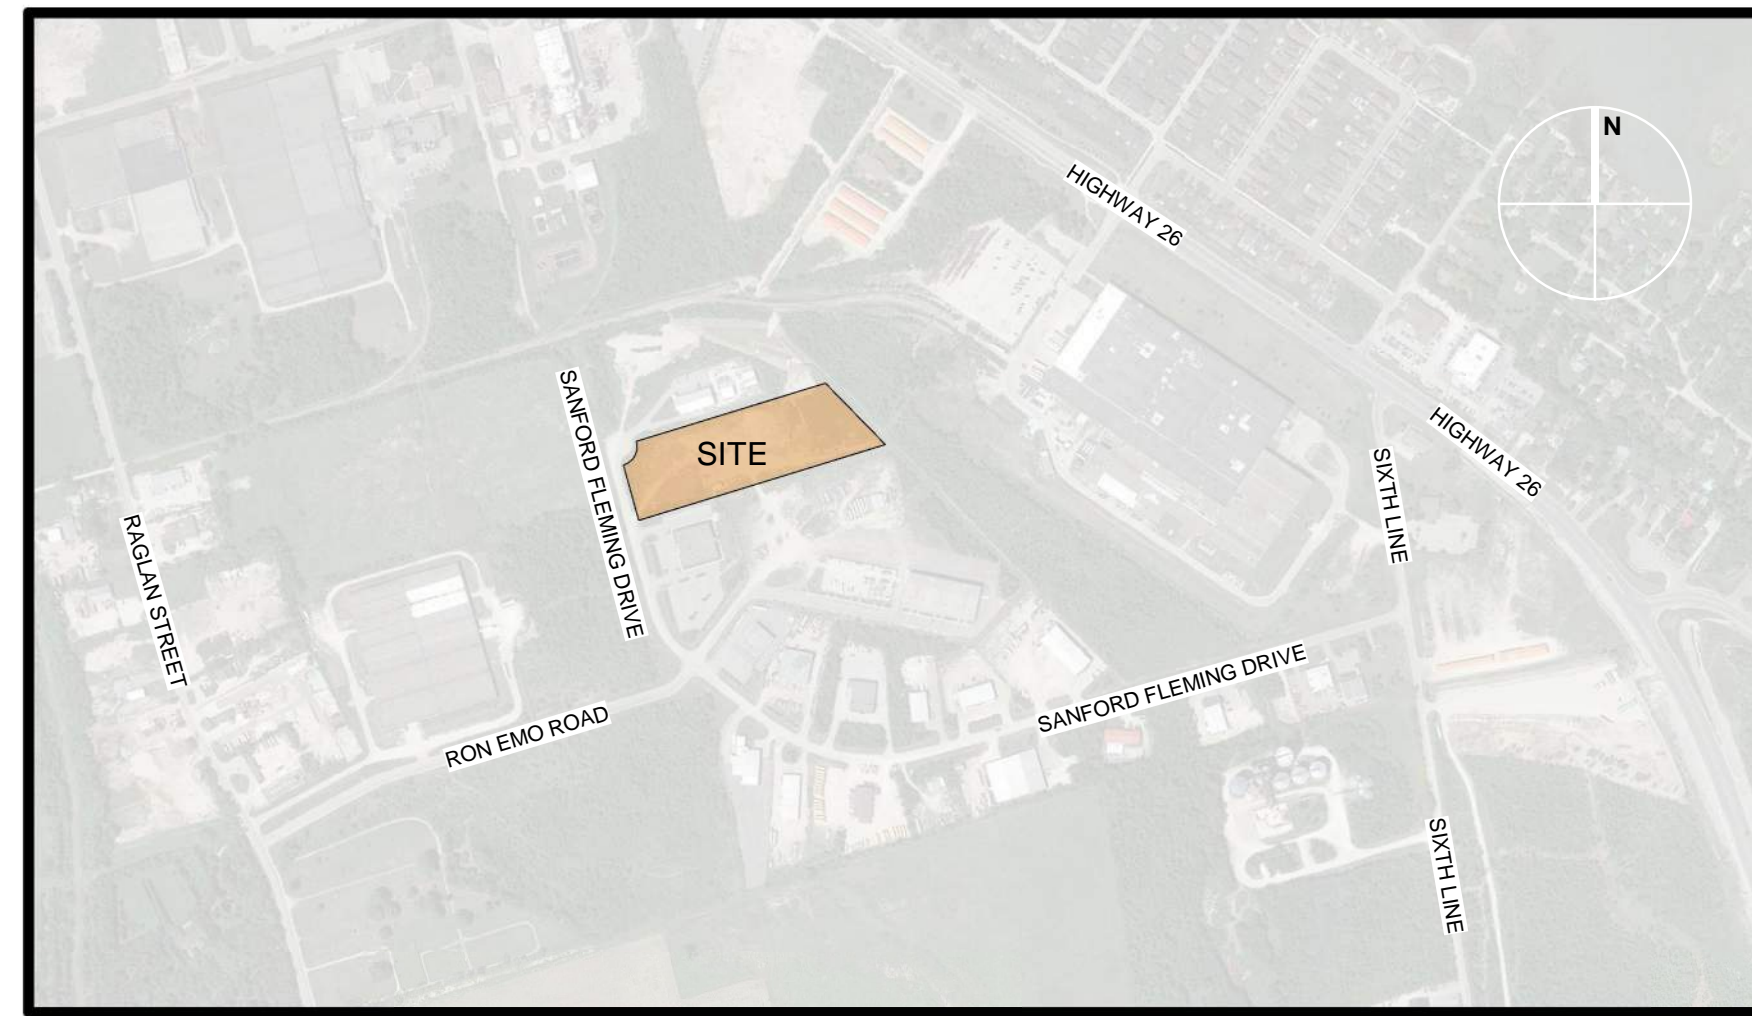 N
HIGHWAY 26
SANFORD FLEMING DRIVE
SITE
HIGHWAY 26
SIXTH LINE
RAGLAN STREET
SANFORD FLEMING DRIVE
RON EMO ROAD
SIXTH LINE